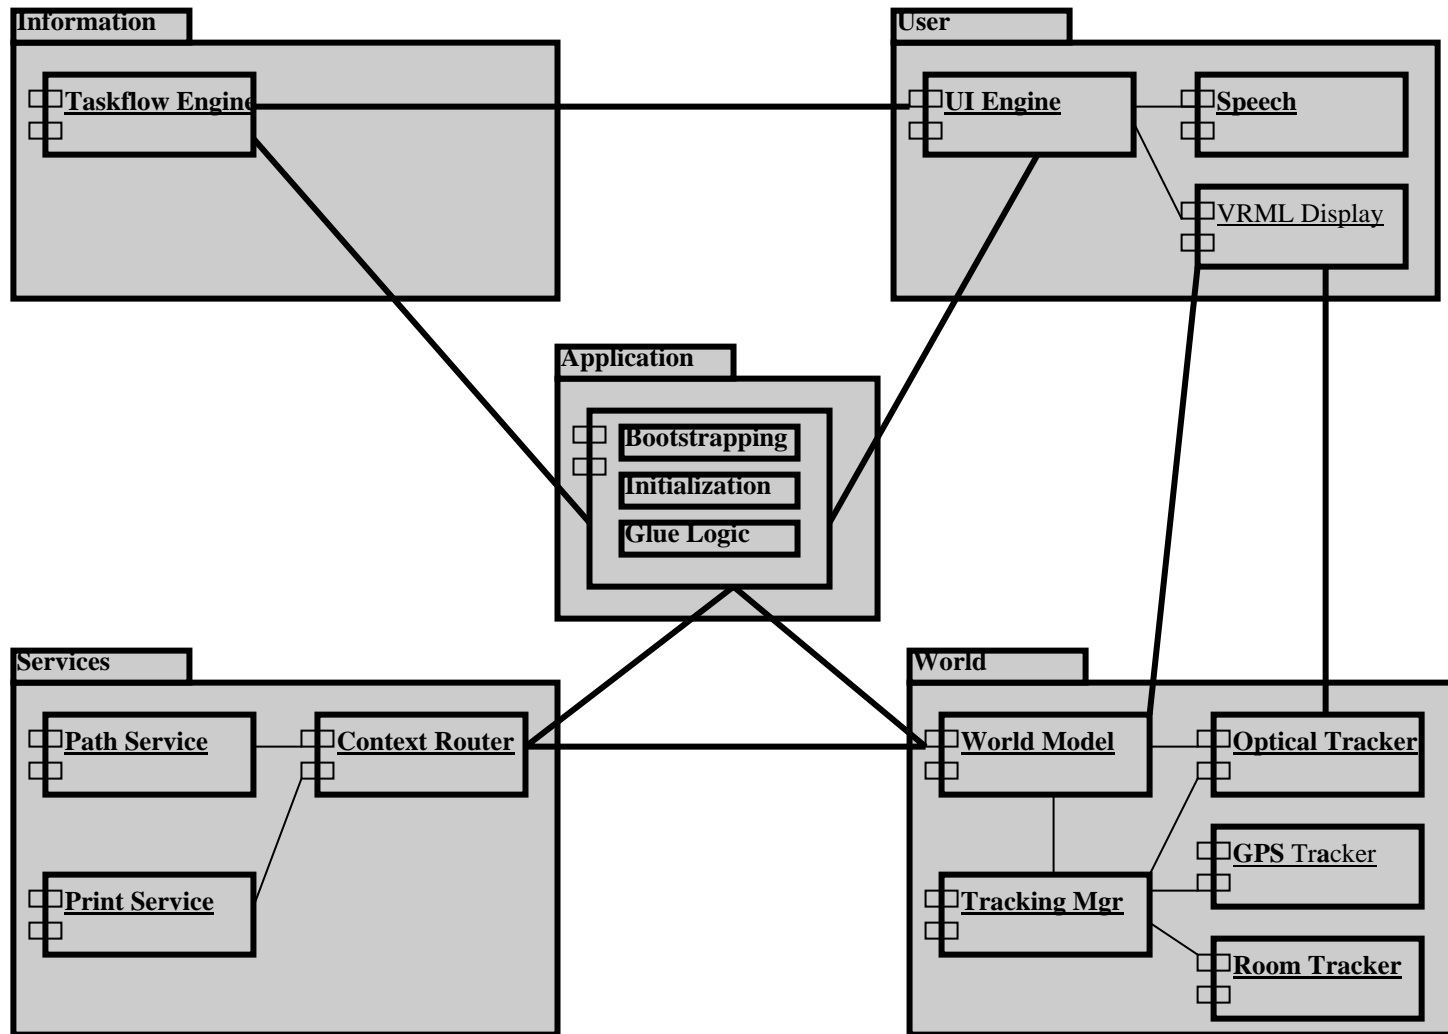 Information
Taskflow Engine
User
UI Engine
Speech
VRML Display
Application
Bootstrapping
Initialization
Glue Logic
Services
Path Service
Context Router
Print Service
World
World Model
Optical Tracker
GPS Tracker
Tracking Mgr
Room Tracker